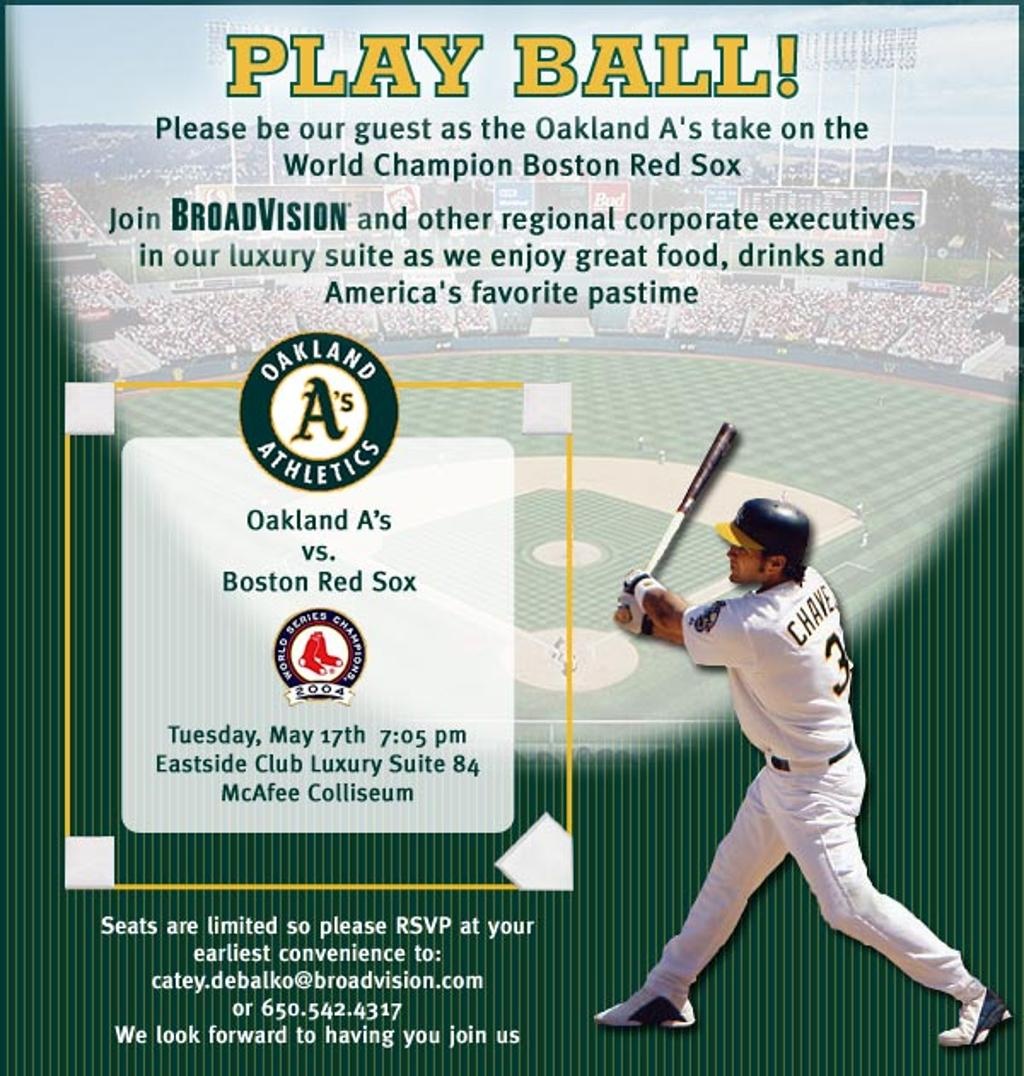 PLAY BALL!
Please be our guest as the Oakland A's take on the
World Champion Boston Red Sox
Join BROADVISION and other regional corporate executives
in our luxury suite as we enjoy great food, drinks and
America's favorite pastime
Bud
OAKLAND
A's
ATHLETICS
Oakland A's
vs.
Boston Red Sox
WORLD SERIES CHAMPIONS
2004
Tuesday, May 17th 7:05 pm
Eastside Club Luxury Suite 84
McAfee Colliseum
CHAVE
3
Seats are limited so please RSVP at your
earliest convenience to:
catey.debalko@broadvision.com
or 650.542.4317
We look forward to having you join us